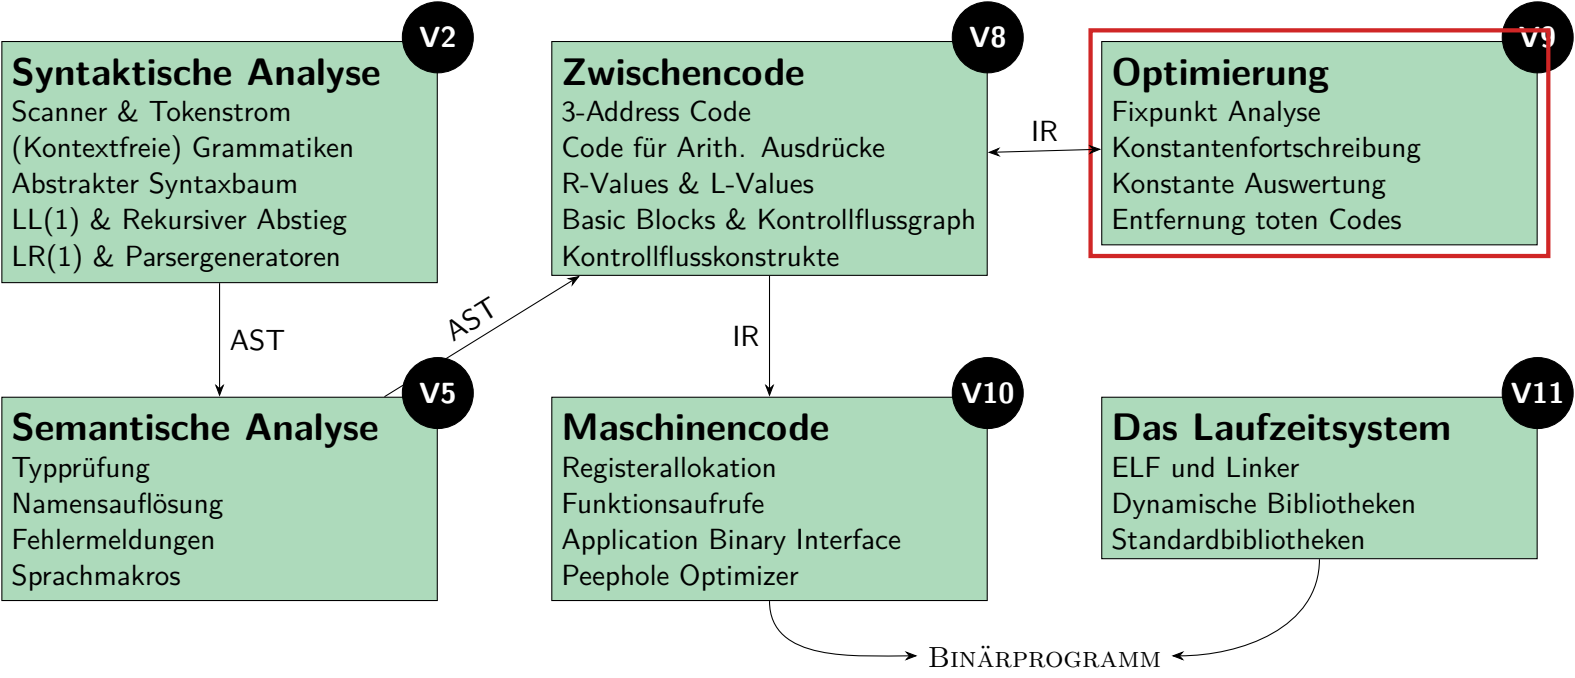 V2
Syntaktische Analyse
Scanner & Tokenstrom
(Kontextfreie) Grammatiken
Abstrakter Syntaxbaum
LL(1) & Rekursiver Abstieg
LR(1) & Parsergeneratoren
V8
Zwischencode
3-Address Code
Code für Arith. Ausdrücke
R-Values & L-Values
Basic Blocks & Kontrollflussgraph
Kontrollflusskonstrukte
IR
V9
Optimierung
Fixpunkt Analyse
Konstantenfortschreibung
Konstante Auswertung
Entfernung toten Codes
AST
AST
IR
V5
Semantische Analyse
Typprüfung
Namensauflösung
Fehlermeldungen
Sprachmakros
V10
Maschinencode
Registerallokation
Funktionsaufrufe
Application Binary Interface
Peephole Optimizer
V11
Das Laufzeitsystem
ELF und Linker
Dynamische Bibliotheken
Standardbibliotheken
BINÄRPROGRAMM